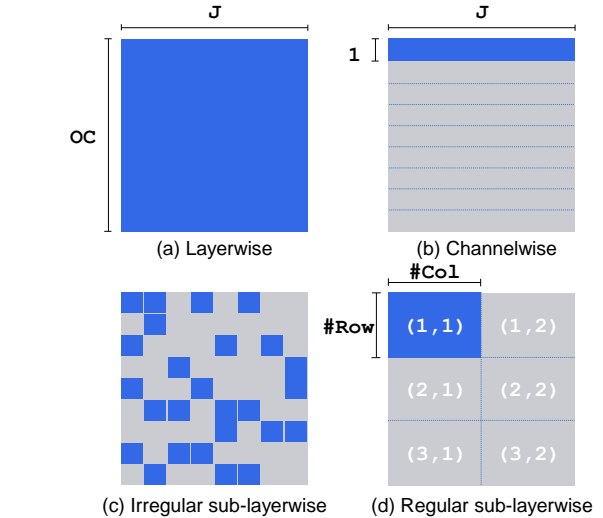 J
J
1
OC
(a) Layerwise
(b) Channelwise
#Col
#Row
(1,1) (1,2)
(2,1) (2,2)
(3,1) (3,2)
(c) Irregular sub-layerwise
(d) Regular sub-layerwise